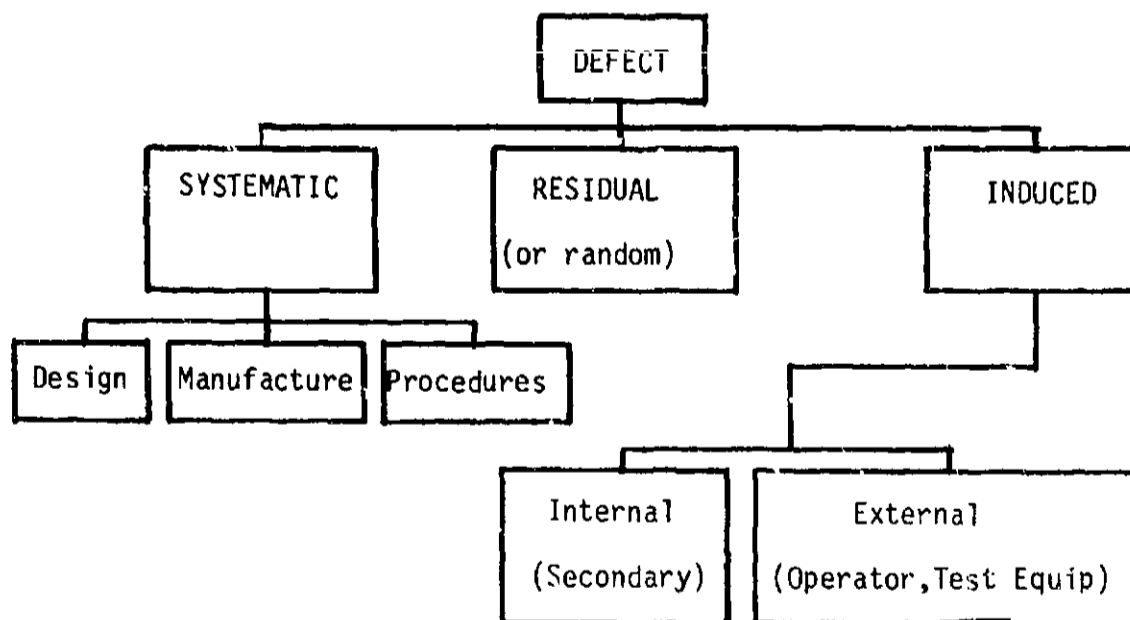 DEFECT
SYSTEMATIC
RESIDUAL
(or random)
INDUCED
Design
Manufacture
Procedures
Internal
(Secondary)
External
(Operator,Test Equip)